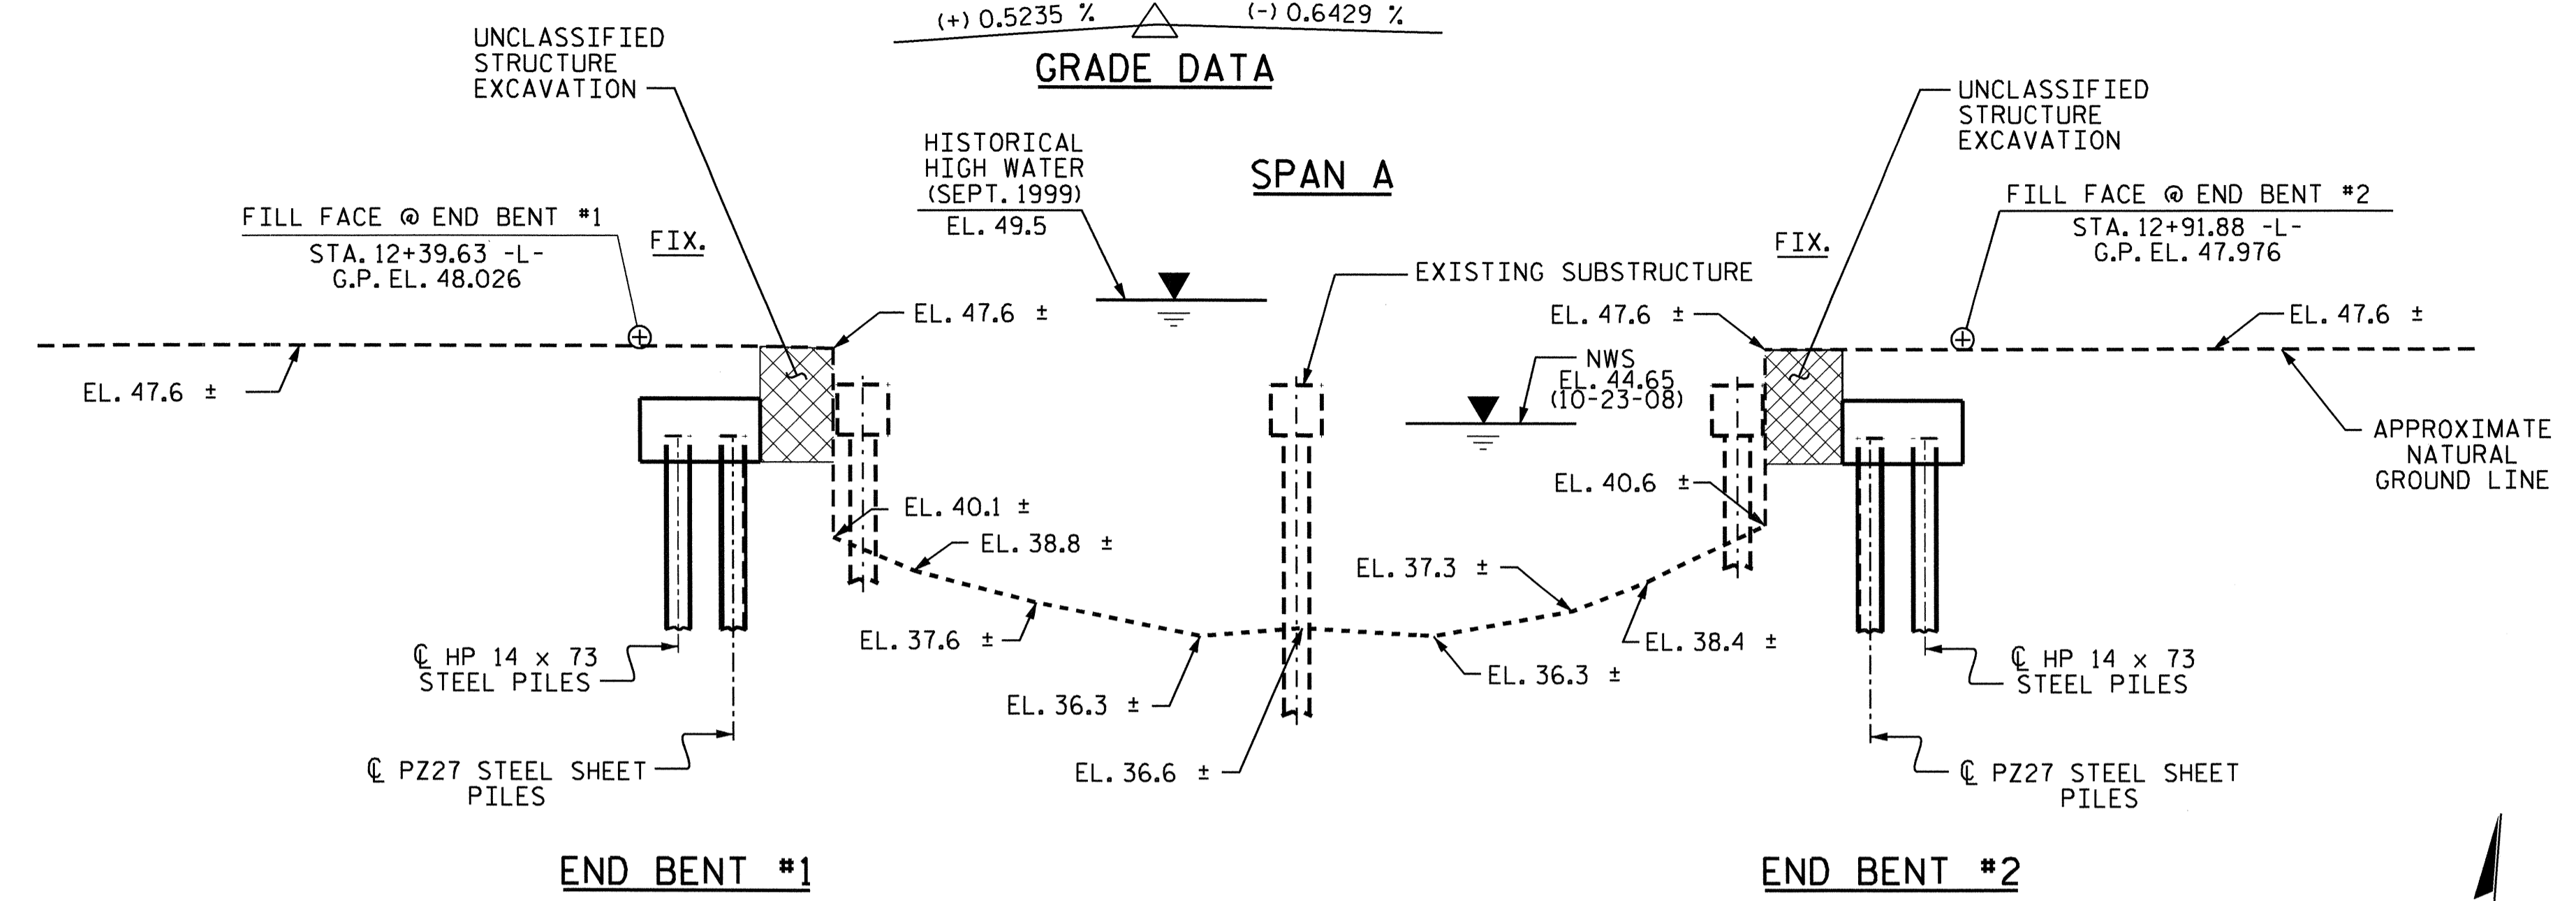 (+) 0.5235 %
(-) 0.6429 %
GRADE DATA
UNCLASSIFIED
STRUCTURE
EXCAVATION
HISTORICAL
HIGH WATER
(SEPT. 1999)
EL. 49.5
SPAN A
UNCLASSIFIED
STRUCTURE
EXCAVATION
FILL FACE @ END BENT #1
STA. 12+39.63 -L-
G.P. EL. 48.026
FIX.
FIX.
FILL FACE @ END BENT #2
STA. 12+91.88 -L-
G.P. EL. 47.976
EXISTING SUBSTRUCTURE
EL. 47.6 ±
EL. 47.6 ±
EL. 47.6 ±
EL. 47.6 ±
NWS
EL. 44.65
(10-23-08)
APPROXIMATE
NATURAL
GROUND LINE
EL. 40.1 ±
EL. 40.6 ±
EL. 38.8 ±
EL. 37.3 ±
EL. 37.6 ±
EL. 38.4 ±
EL. 36.3 ±
EL. 36.3 ±
EL. 36.6 ±
℄ HP 14 x 73
STEEL PILES
℄ HP 14 x 73
STEEL PILES
℄ PZ27 STEEL SHEET
PILES
℄ PZ27 STEEL SHEET
PILES
END BENT #1
END BENT #2